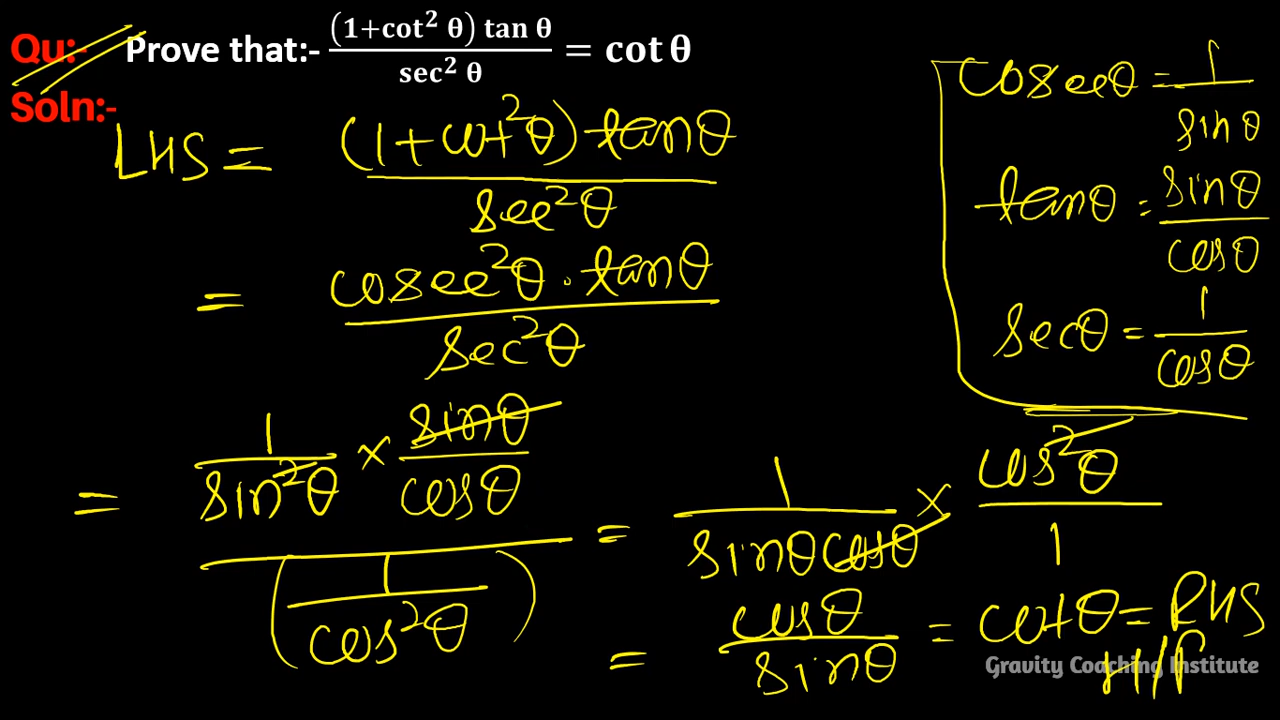 Qu:- Prove that:- (1+cot² θ) tan θ / sec² θ = cot θ
Soln:-
LHS = (1+cot²θ) tanθ / sec²θ
= cosec²θ · tanθ / sec²θ
= 1/sin²θ × sinθ/cosθ / (1/cos²θ) = 1/sinθcosθ × cos²θ/1
= cosθ/sinθ = cotθ = RHS
H/P
cosecθ = 1/sinθ
tanθ = sinθ/cosθ
secθ = 1/cosθ
Gravity Coaching Institute